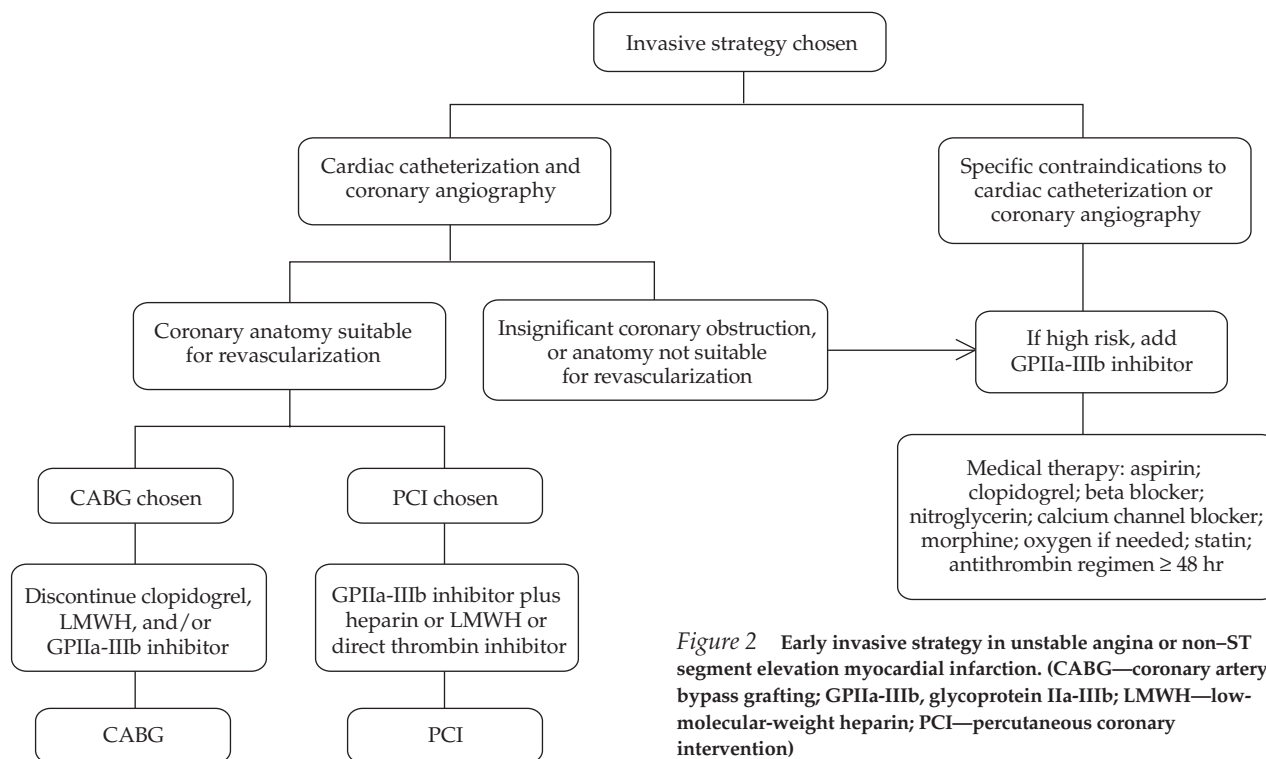 Invasive strategy chosen
Cardiac catheterization and
coronary angiography
Specific contraindications to
cardiac catheterization or
coronary angiography
Coronary anatomy suitable
for revascularization
Insignificant coronary obstruction,
or anatomy not suitable
for revascularization
If high risk, add
GPIIa-IIIb inhibitor
CABG chosen
PCI chosen
Medical therapy: aspirin;
clopidogrel; beta blocker;
nitroglycerin; calcium channel blocker;
morphine; oxygen if needed; statin;
antithrombin regimen ≥ 48 hr
Discontinue clopidogrel,
LMWH, and/or
GPIIa-IIIb inhibitor
GPIIa-IIIb inhibitor plus
heparin or LMWH or
direct thrombin inhibitor
CABG
PCI
Figure 2 Early invasive strategy in unstable angina or non–ST
segment elevation myocardial infarction. (CABG—coronary artery
bypass grafting; GPIIa-IIIb, glycoprotein IIa-IIIb; LMWH—low-
molecular-weight heparin; PCI—percutaneous coronary
intervention)